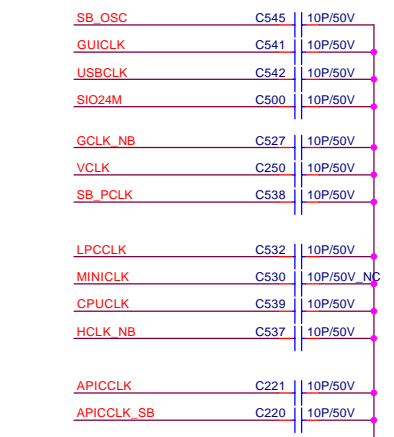 SB_OSC C545 10P/50V
GUICLK C541 10P/50V
USBCLK C542 10P/50V
SIO24M C500 10P/50V
GCLK_NB C527 10P/50V
VCLK C250 10P/50V
SB_PCLK C538 10P/50V
LPCCLK C532 10P/50V
MINICLK C530 10P/50V_NC
CPUCLK C539 10P/50V
HCLK_NB C537 10P/50V
APICCLK C221 10P/50V
APICCLK_SB C220 10P/50V